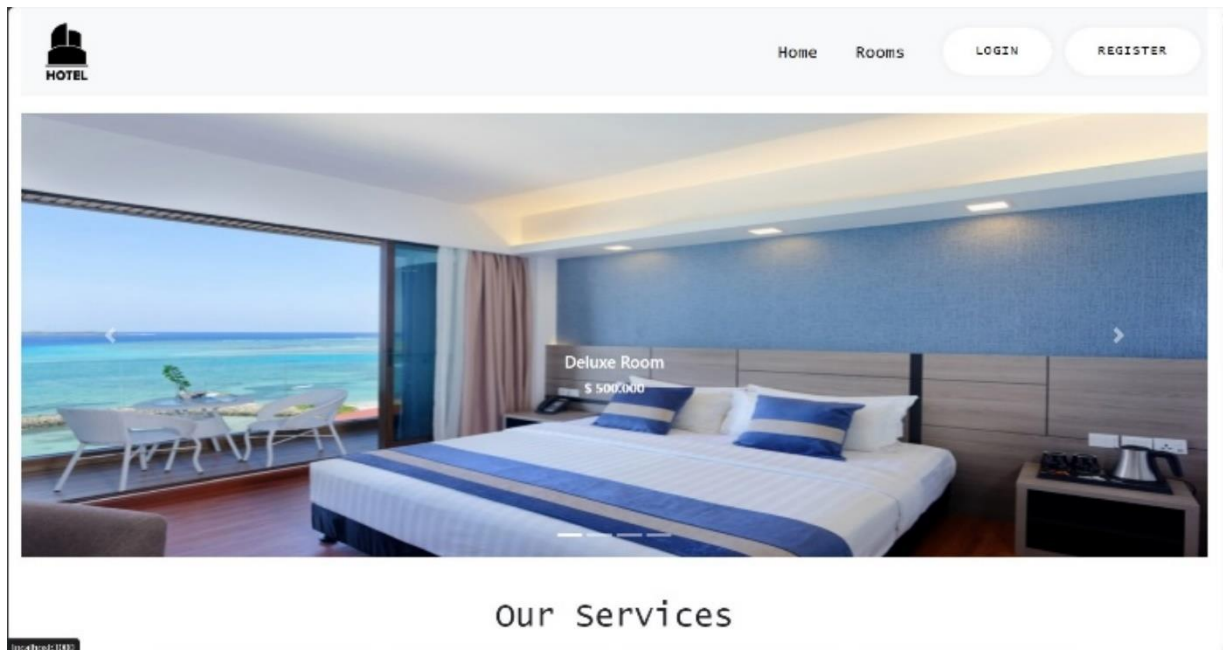 HOTEL
Home Rooms LOGIN REGISTER
Deluxe Room
$ 500.000
Our Services